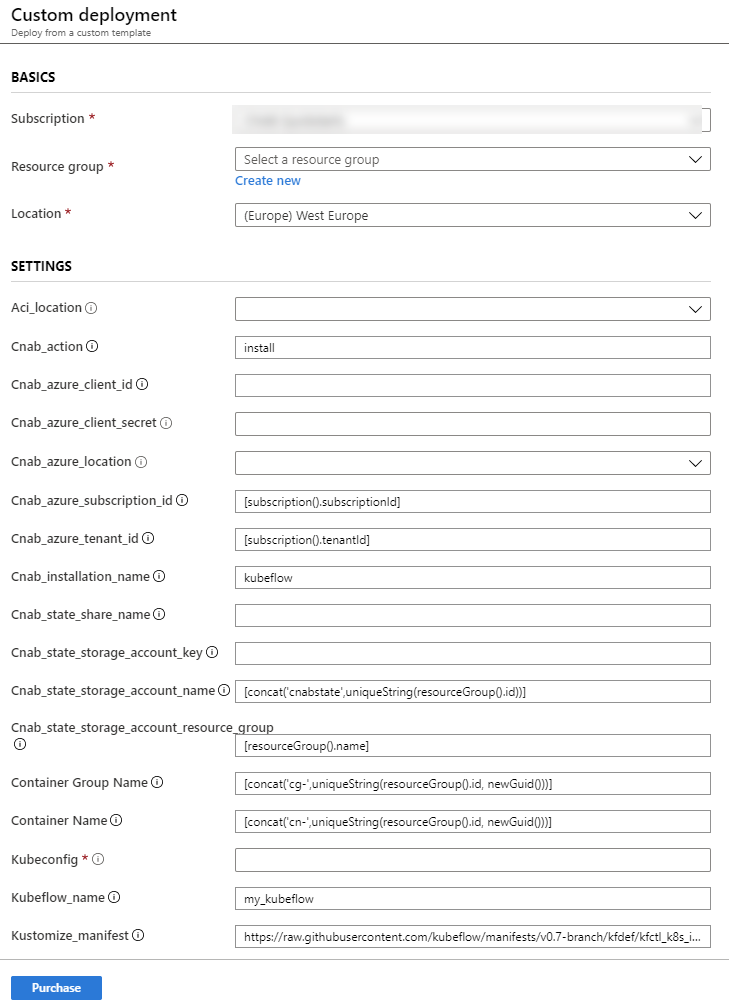 Custom deployment
Deploy from a custom template
BASICS
Subscription *
Resource group *
Select a resource group
Create new
Location *
(Europe) West Europe
SETTINGS
Aci_location
Cnab_action
install
Cnab_azure_client_id
Cnab_azure_client_secret
Cnab_azure_location
Cnab_azure_subscription_id
[subscription().subscriptionId]
Cnab_azure_tenant_id
[subscription().tenantId]
Cnab_installation_name
kubeflow
Cnab_state_share_name
Cnab_state_storage_account_key
Cnab_state_storage_account_name
[concat('cnabstate',uniqueString(resourceGroup().id))]
Cnab_state_storage_account_resource_group
[resourceGroup().name]
Container Group Name
[concat('cg-',uniqueString(resourceGroup().id, newGuid()))]
Container Name
[concat('cn-',uniqueString(resourceGroup().id, newGuid()))]
Kubeconfig *
Kubeflow_name
my_kubeflow
Kustomize_manifest
https://raw.githubusercontent.com/kubeflow/manifests/v0.7-branch/kfdef/kfctl_k8s_i...
Purchase